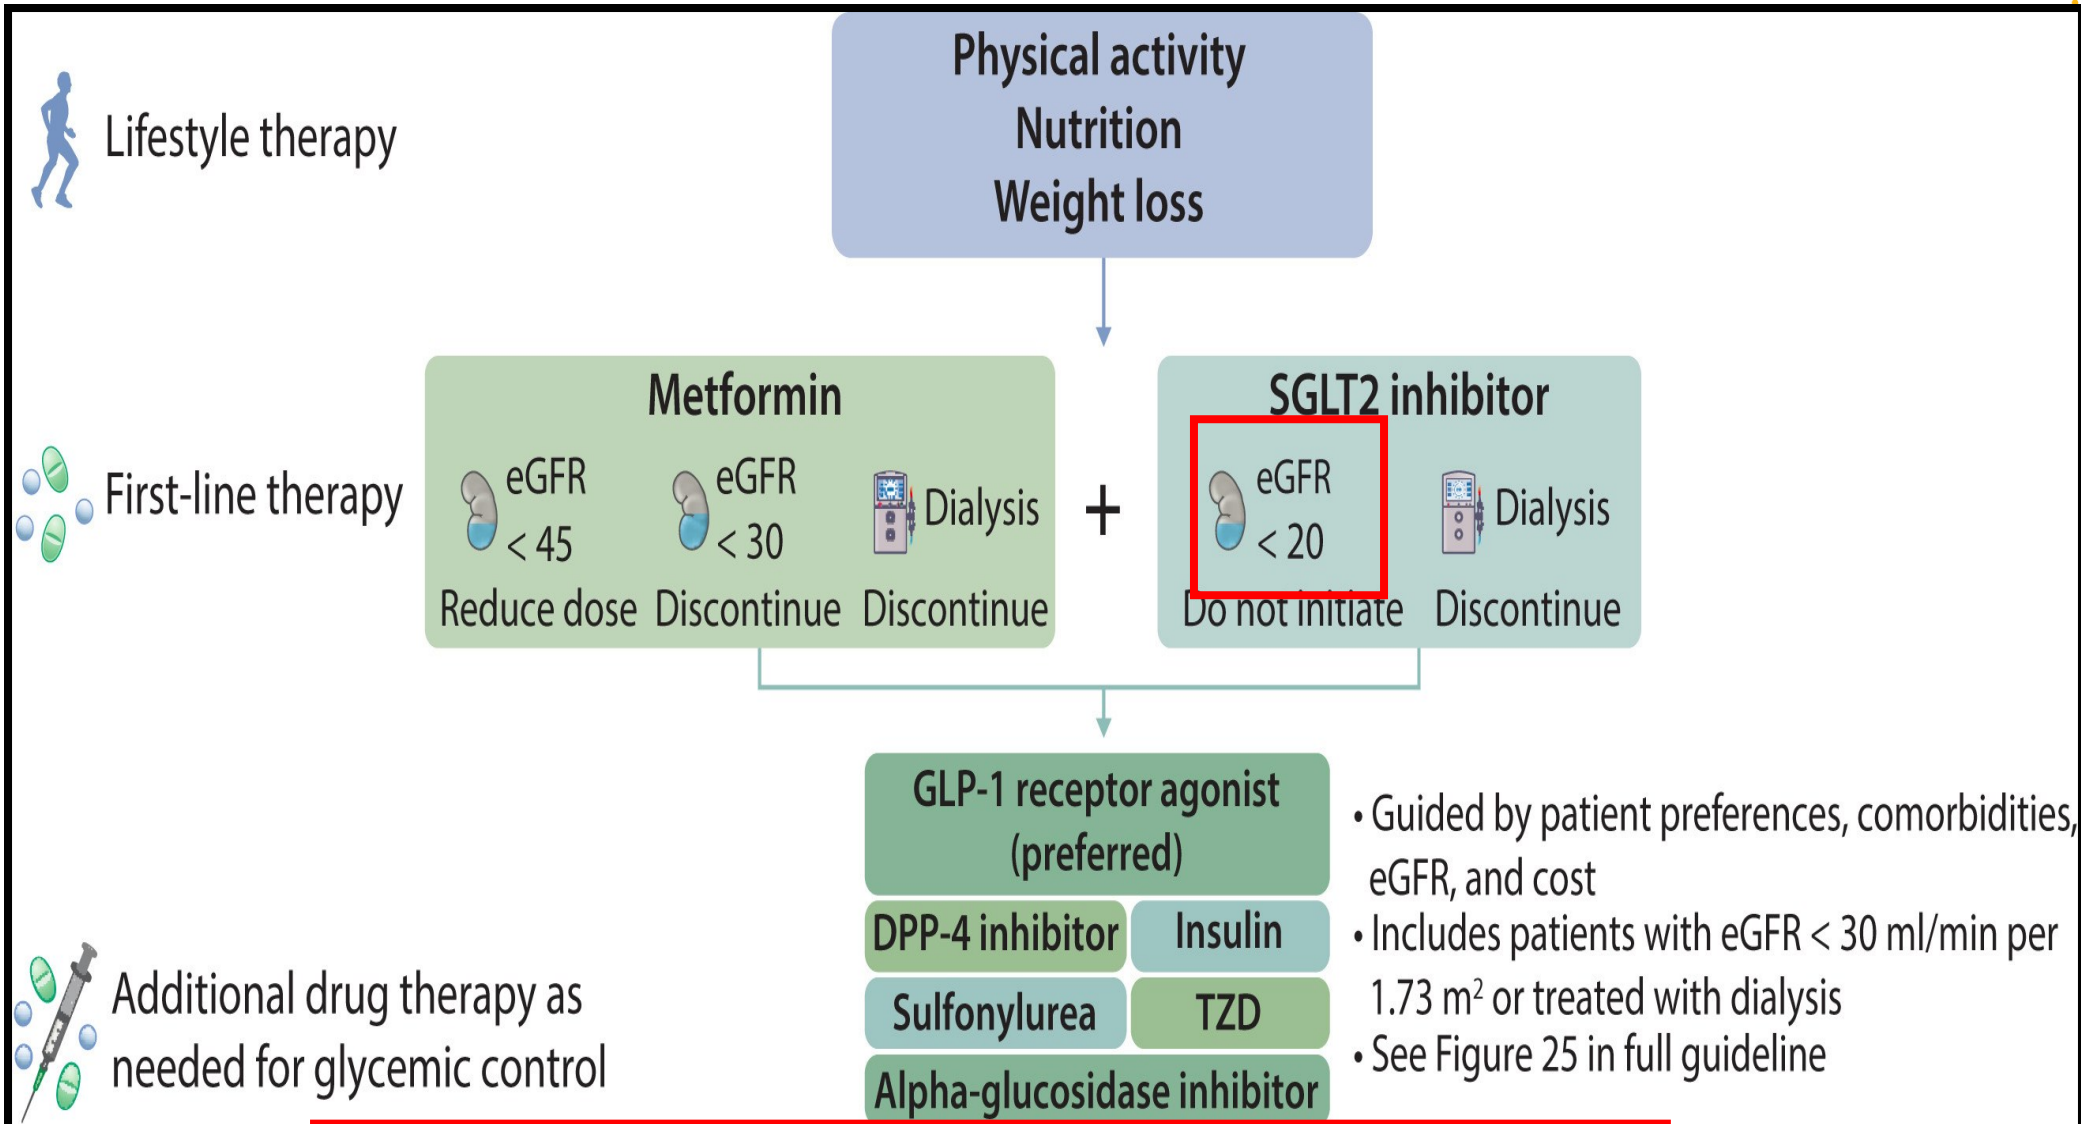 Physical activity
Nutrition
Weight loss
Lifestyle therapy
Metformin
eGFR
< 45
Reduce dose
eGFR
< 30
Discontinue
Dialysis
Discontinue
+
SGLT2 inhibitor
eGFR
< 20
Do not initiate
Dialysis
Discontinue
First-line therapy
GLP-1 receptor agonist
(preferred)
DPP-4 inhibitor
Insulin
Sulfonylurea
TZD
Alpha-glucosidase inhibitor
• Guided by patient preferences, comorbidities,
eGFR, and cost
• Includes patients with eGFR < 30 ml/min per
1.73 m² or treated with dialysis
• See Figure 25 in full guideline
Additional drug therapy as
needed for glycemic control